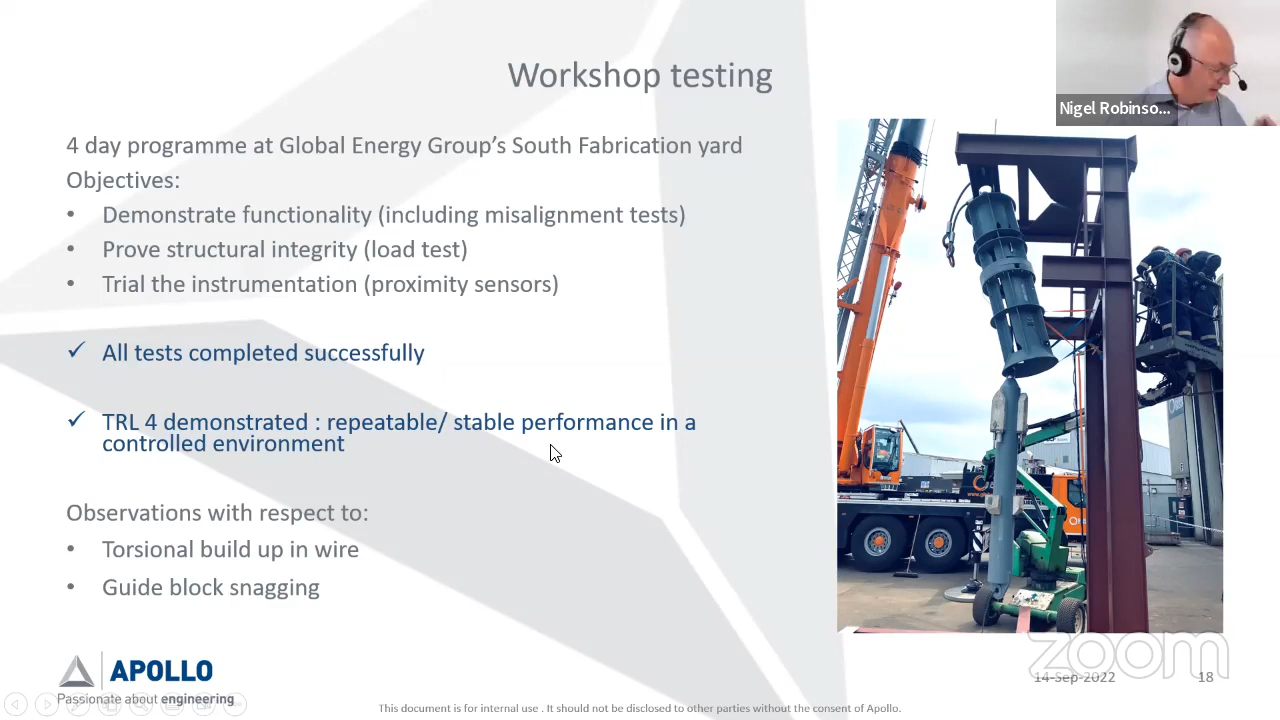 Workshop testing
Nigel Robinso...
4 day programme at Global Energy Group's South Fabrication yard
Objectives:
• Demonstrate functionality (including misalignment tests)
• Prove structural integrity (load test)
• Trial the instrumentation (proximity sensors)
✓ All tests completed successfully
✓ TRL 4 demonstrated : repeatable/ stable performance in a
controlled environment
Observations with respect to:
• Torsional build up in wire
• Guide block snagging
APOLLO
Passionate about engineering
zoom
14-Sep-2022
18
This document is for internal use . It should not be disclosed to other parties without the consent of Apollo.